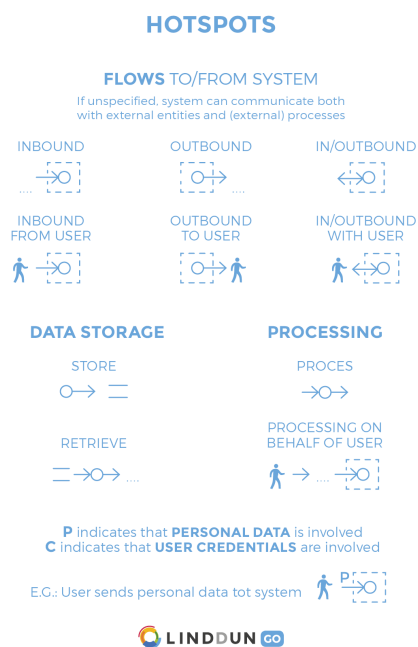 HOTSPOTS
FLOWS TO/FROM SYSTEM
If unspecified, system can communicate both
with external entities and (external) processes
INBOUND
OUTBOUND
IN/OUTBOUND
....
....
INBOUND
FROM USER
OUTBOUND
TO USER
IN/OUTBOUND
WITH USER
DATA STORAGE
PROCESSING
STORE
PROCES
RETRIEVE
PROCESSING ON
BEHALF OF USER
....
....
P indicates that PERSONAL DATA is involved
C indicates that USER CREDENTIALS are involved
E.G.: User sends personal data tot system
P
LINDDUN GO